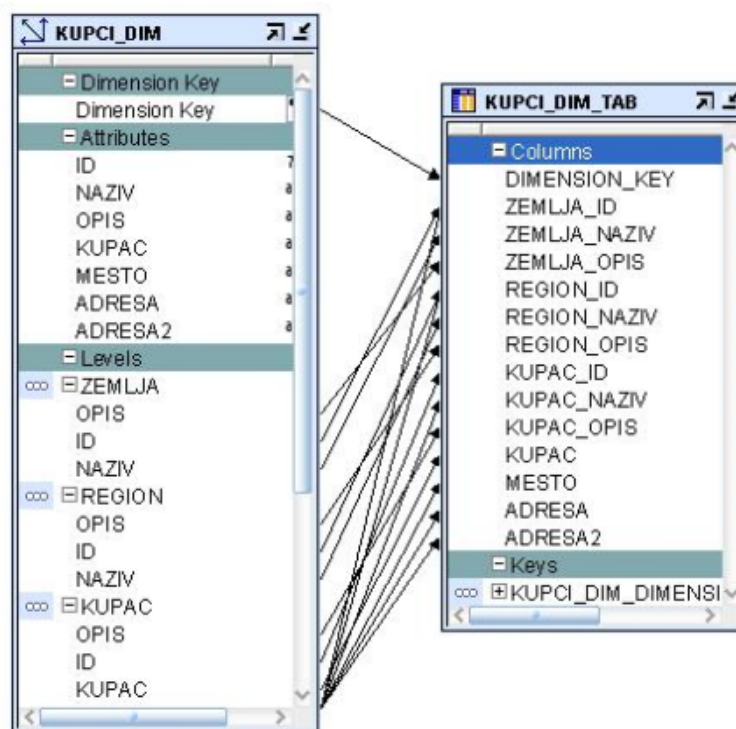 KUPCI_DIM
Dimension Key
Dimension Key
Attributes
ID
NAZIV
OPIS
KUPAC
MESTO
ADRESA
ADRESA2
Levels
ZEMLJA
OPIS
ID
NAZIV
REGION
OPIS
ID
NAZIV
KUPAC
OPIS
ID
KUPAC
KUPCI_DIM_TAB
Columns
DIMENSION_KEY
ZEMLJA_ID
ZEMLJA_NAZIV
ZEMLJA_OPIS
REGION_ID
REGION_NAZIV
REGION_OPIS
KUPAC_ID
KUPAC_NAZIV
KUPAC_OPIS
KUPAC
MESTO
ADRESA
ADRESA2
Keys
KUPCI_DIM_DIMENSI